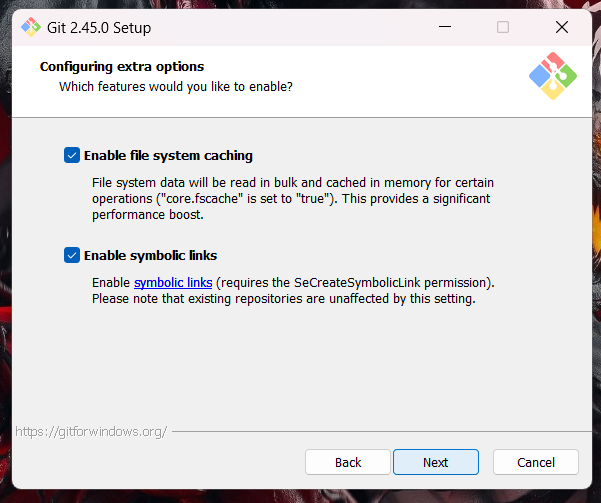 Git 2.45.0 Setup
Configuring extra options
Which features would you like to enable?
Enable file system caching
File system data will be read in bulk and cached in memory for certain
operations ("core.fscache" is set to "true"). This provides a significant
performance boost.
Enable symbolic links
Enable symbolic links (requires the SeCreateSymbolicLink permission).
Please note that existing repositories are unaffected by this setting.
https://gitforwindows.org/
Back Next Cancel